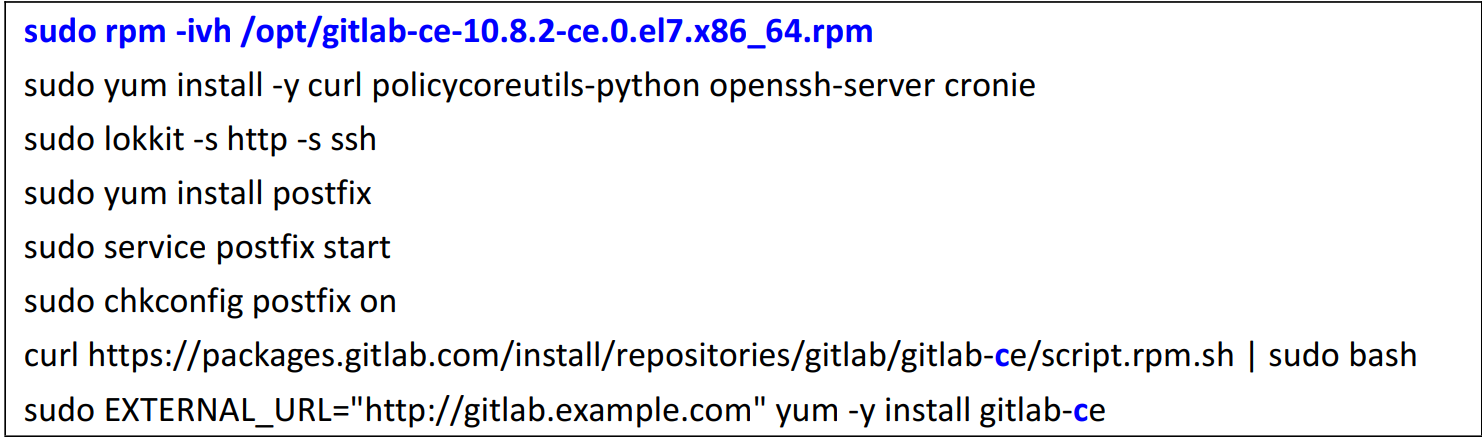 sudo rpm -ivh /opt/gitlab-ce-10.8.2-ce.0.el7.x86_64.rpm
sudo yum install -y curl policycoreutils-python openssh-server cronie
sudo lokkit -s http -s ssh
sudo yum install postfix
sudo service postfix start
sudo chkconfig postfix on
curl https://packages.gitlab.com/install/repositories/gitlab/gitlab-ce/script.rpm.sh | sudo bash
sudo EXTERNAL_URL="http://gitlab.example.com" yum -y install gitlab-ce